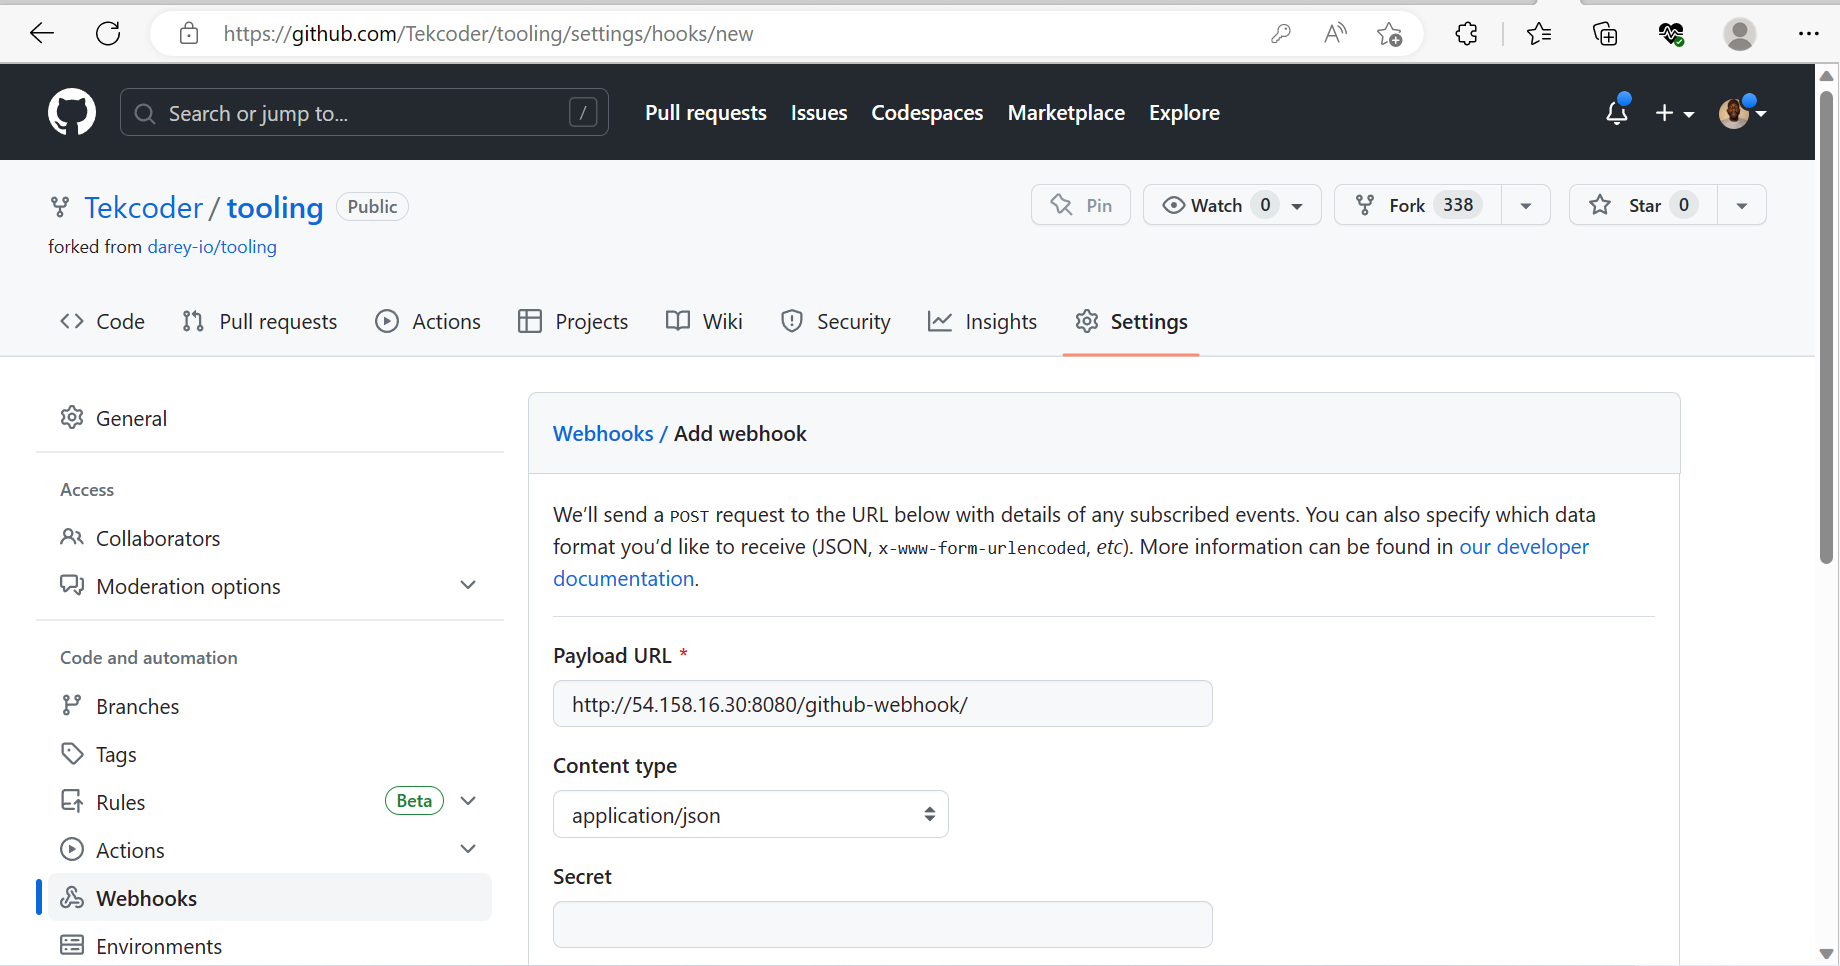 https://github.com/Tekcoder/tooling/settings/hooks/new
Search or jump to... /
Pull requests Issues Codespaces Marketplace Explore
Tekcoder / tooling Public
Pin Watch 0 Fork 338 Star 0
forked from darey-io/tooling
Code Pull requests Actions Projects Wiki Security Insights Settings
General
Access
Collaborators
Moderation options
Code and automation
Branches
Tags
Rules Beta
Actions
Webhooks
Environments
Webhooks / Add webhook
We’ll send a POST request to the URL below with details of any subscribed events. You can also specify which data
format you’d like to receive (JSON, x-www-form-urlencoded, etc). More information can be found in our developer
documentation.
Payload URL *
http://54.158.16.30:8080/github-webhook/
Content type
application/json
Secret